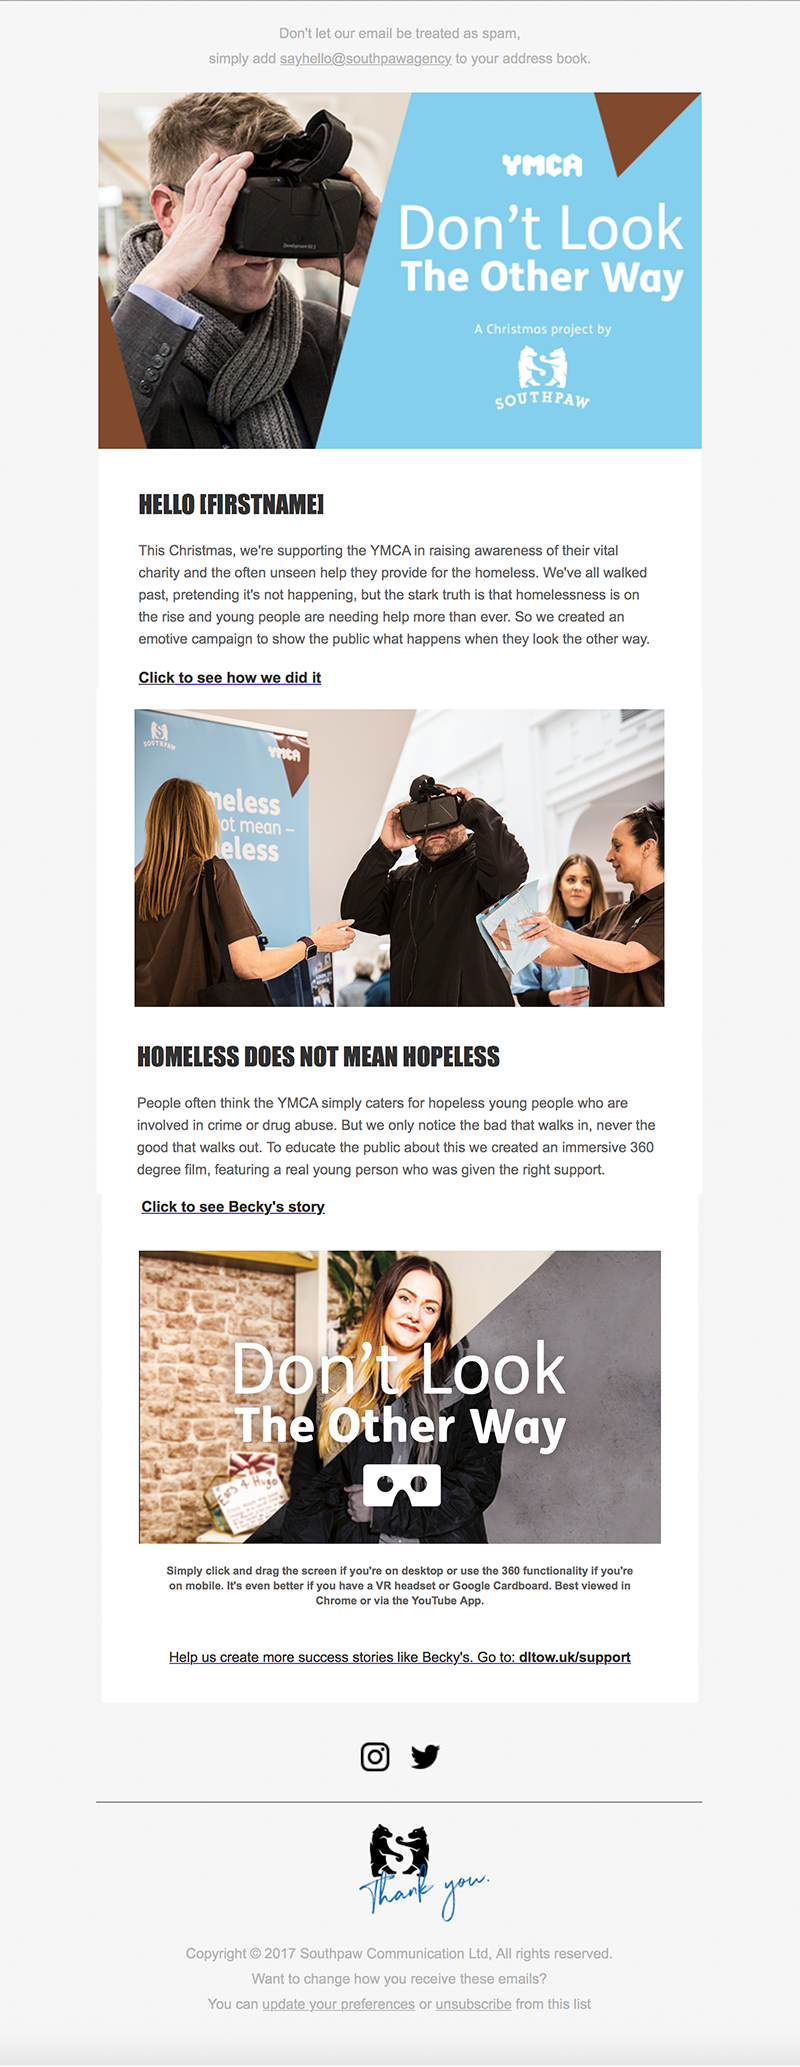 Don't let our email be treated as spam,
simply add sayhello@southpawagency to your address book.
Development Kit 2
YMCA
Don't Look
The Other Way
A Christmas project by
SOUTHPAW
HELLO [FIRSTNAME]
This Christmas, we're supporting the YMCA in raising awareness of their vital
charity and the often unseen help they provide for the homeless. We've all walked
past, pretending it's not happening, but the stark truth is that homelessness is on
the rise and young people are needing help more than ever. So we created an
emotive campaign to show the public what happens when they look the other way.
Click to see how we did it
SOUTHPAW
YMCA
meless
ot mean –
eless
HOMELESS DOES NOT MEAN HOPELESS
People often think the YMCA simply caters for hopeless young people who are
involved in crime or drug abuse. But we only notice the bad that walks in, never the
good that walks out. To educate the public about this we created an immersive 360
degree film, featuring a real young person who was given the right support.
Click to see Becky's story
Don't Look
The Other Way
Simply click and drag the screen if you're on desktop or use the 360 functionality if you're
on mobile. It's even better if you have a VR headset or Google Cardboard. Best viewed in
Chrome or via the YouTube App.
Help us create more success stories like Becky's. Go to: dltow.uk/support
S
Thank you.
Copyright © 2017 Southpaw Communication Ltd, All rights reserved.
Want to change how you receive these emails?
You can update your preferences or unsubscribe from this list